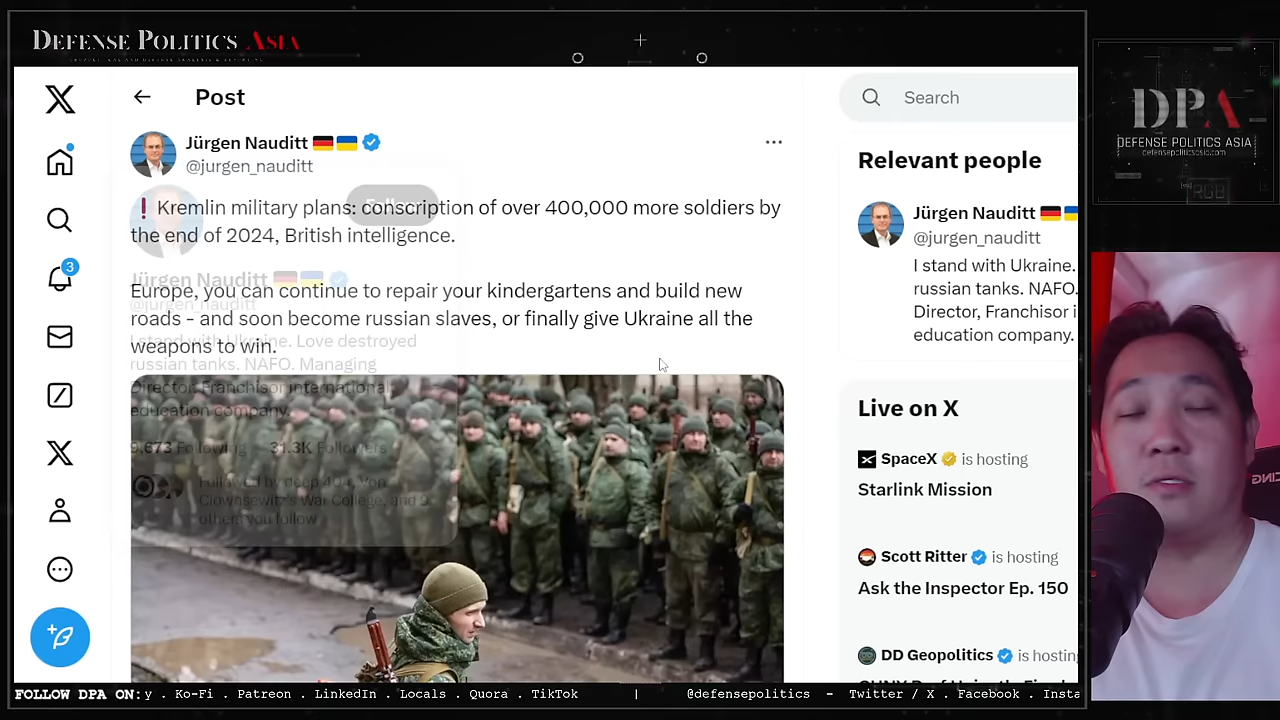 DEFENSE POLITICS ASIA
Post
Jürgen Nauditt
@jurgen_nauditt
❗ Kremlin military plans: conscription of over 400,000 more soldiers by
the end of 2024, British intelligence.
Europe, you can continue to repair your kindergartens and build new
roads - and soon become russian slaves, or finally give Ukraine all the
weapons to win.
Jürgen Nauditt
@jurgen_nauditt
I stand with Ukraine. Love destroyed
russian tanks. NAFO. Managing
Director. Franchisor international
education company.
9,673 Following
31.3K Followers
Followed by deep 404, Von
Clownsewitz's War College, and 9
others you follow
3
Search
Relevant people
Jürgen Nauditt
@jurgen_nauditt
I stand with Ukraine.
russian tanks. NAFO.
Director, Franchisor i
education company.
Live on X
SpaceX is hosting
Starlink Mission
Scott Ritter is hosting
Ask the Inspector Ep. 150
DD Geopolitics is hosting
DPA
DEFENSE POLITICS ASIA
defensepoliticsasia.com
FOLLOW DPA ON: y . Ko-Fi . Patreon . LinkedIn . Locals . Quora . TikTok | @defensepolitics - Twitter / X . Facebook . Insta